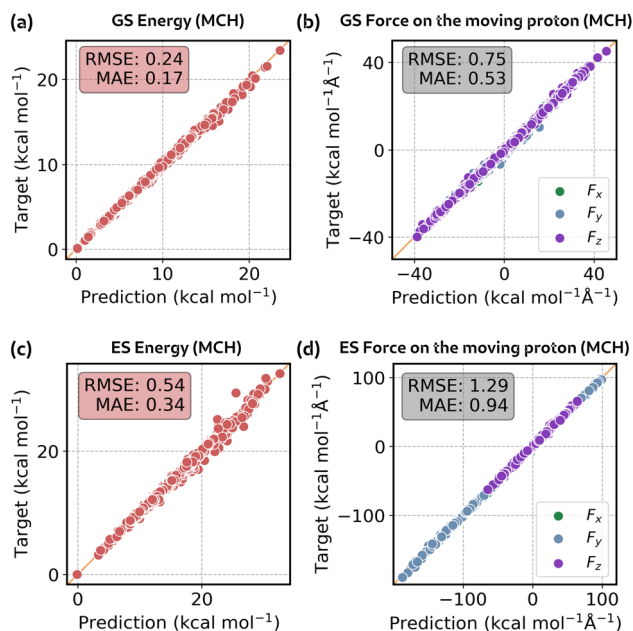 (a)
GS Energy (MCH)
RMSE: 0.24
MAE: 0.17
Target (kcal mol⁻¹)
20
10
0
0
10
20
Prediction (kcal mol⁻¹)
(b)
GS Force on the moving proton (MCH)
RMSE: 0.75
MAE: 0.53
Target (kcal mol⁻¹Å⁻¹)
40
0
−40
Fₓ
Fᵧ
F_z
−40
0
40
Prediction (kcal mol⁻¹Å⁻¹)
(c)
ES Energy (MCH)
RMSE: 0.54
MAE: 0.34
Target (kcal mol⁻¹)
20
0
0
20
Prediction (kcal mol⁻¹)
(d)
ES Force on the moving proton (MCH)
RMSE: 1.29
MAE: 0.94
Target (kcal mol⁻¹Å⁻¹)
100
0
−100
Fₓ
Fᵧ
F_z
−100
0
100
Prediction (kcal mol⁻¹Å⁻¹)